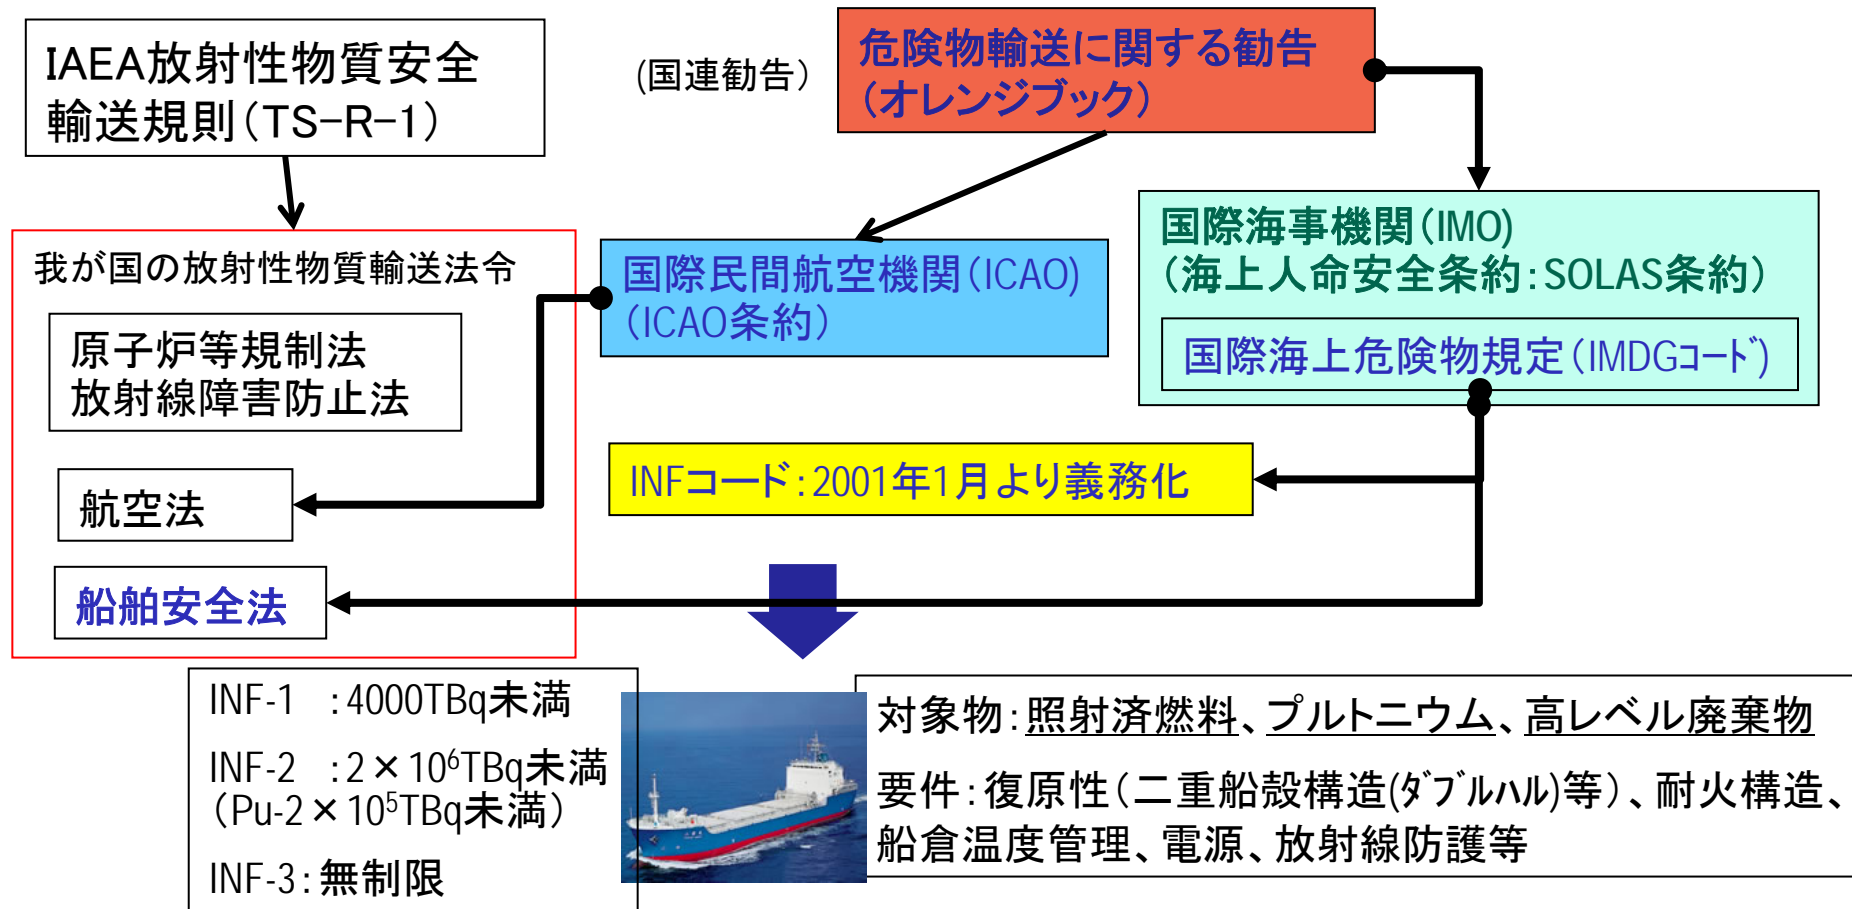 IAEA放射性物質安全
輸送規則(TS-R-1)
(国連勧告)
危険物輸送に関する勧告
(オレンジブック)
我が国の放射性物質輸送法令
原子炉等規制法
放射線障害防止法
航空法
船舶安全法
国際民間航空機関(ICAO)
(ICAO条約)
国際海事機関(IMO)
(海上人命安全条約:SOLAS条約)
国際海上危険物規定(IMDGコード)
INFコード:2001年1月より義務化
INF-1 :4000TBq未満
INF-2 :2×10⁶TBq未満
(Pu-2×10⁵TBq未満)
INF-3:無制限
対象物:照射済燃料、プルトニウム、高レベル廃棄物
要件:復原性(二重船殻構造(ダブルハル)等)、耐火構造、
船倉温度管理、電源、放射線防護等